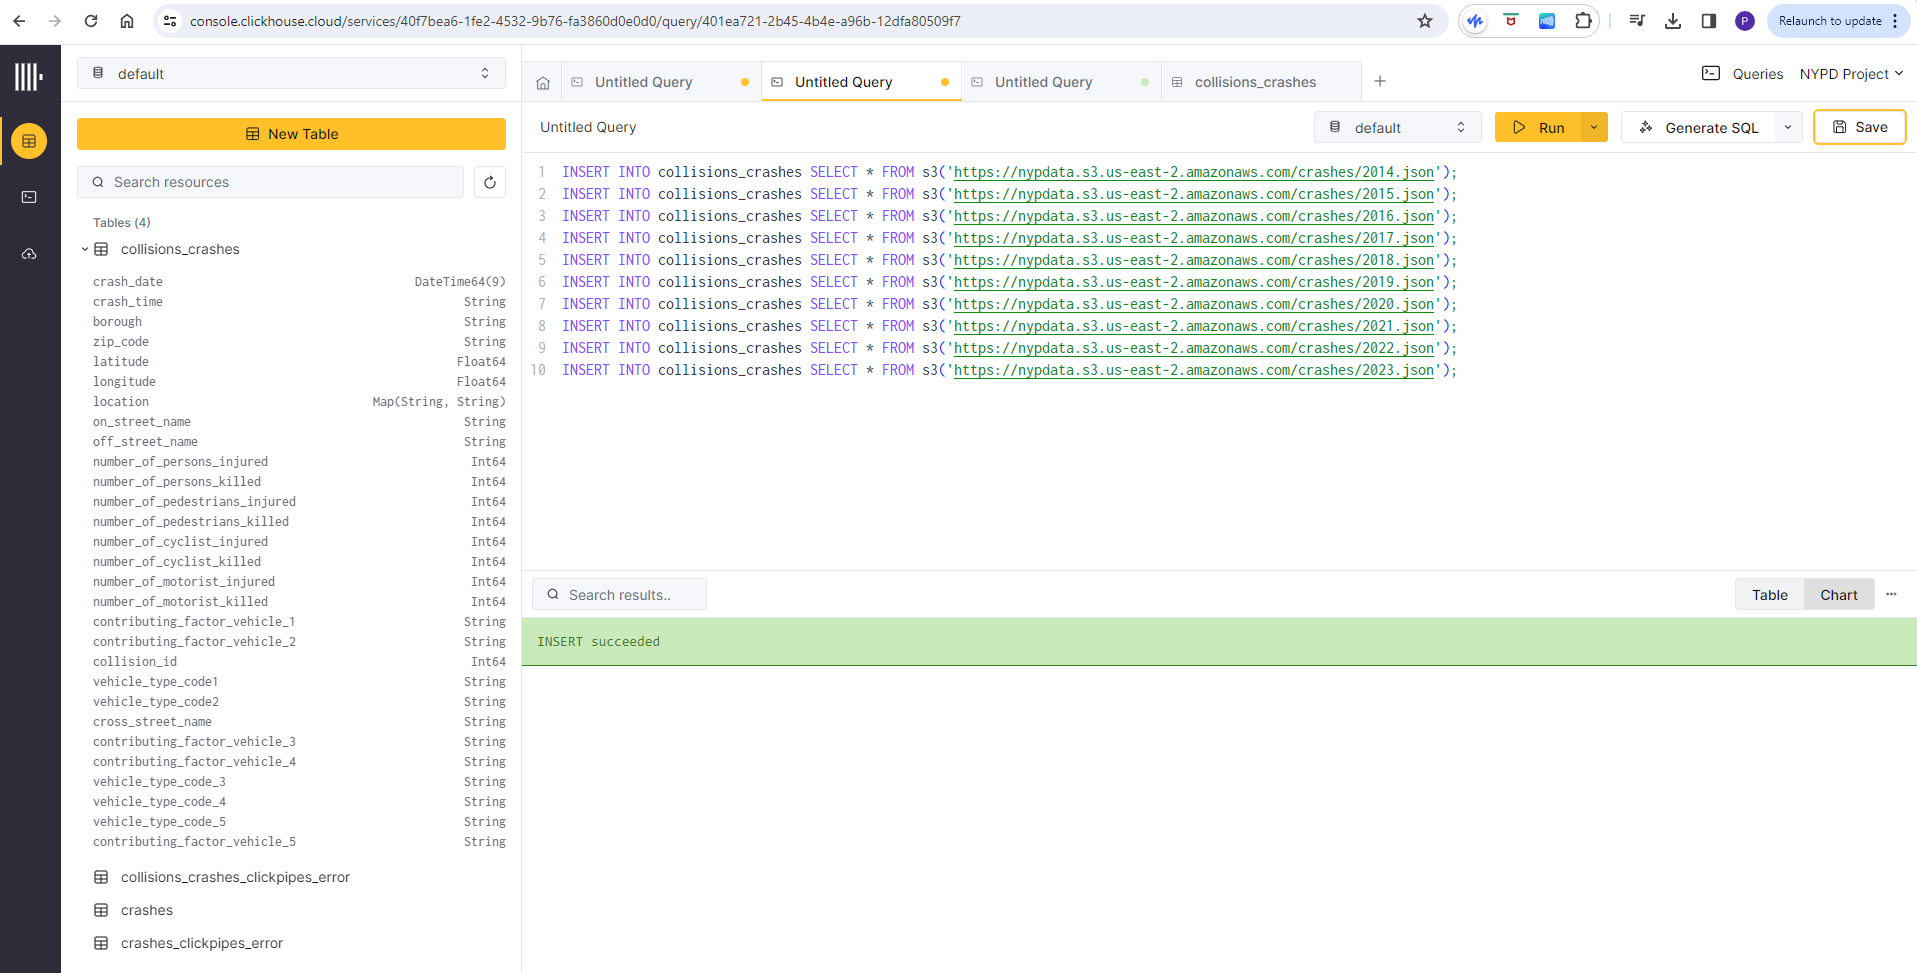 console.clickhouse.cloud/services/40f7bea6-1fe2-4532-9b76-fa3860d0e0d0/query/401ea721-2b45-4b4e-a96b-12dfa80509f7
P
Relaunch to update
default
Untitled Query
Untitled Query
Untitled Query
collisions_crashes
Queries
NYPD Project
New Table
Untitled Query
default
Run
Generate SQL
Save
Search resources
Tables (4)
collisions_crashes
crash_date DateTime64(9)
crash_time String
borough String
zip_code String
latitude Float64
longitude Float64
location Map(String, String)
on_street_name String
off_street_name String
number_of_persons_injured Int64
number_of_persons_killed Int64
number_of_pedestrians_injured Int64
number_of_pedestrians_killed Int64
number_of_cyclist_injured Int64
number_of_cyclist_killed Int64
number_of_motorist_injured Int64
number_of_motorist_killed Int64
contributing_factor_vehicle_1 String
contributing_factor_vehicle_2 String
collision_id Int64
vehicle_type_code1 String
vehicle_type_code2 String
cross_street_name String
contributing_factor_vehicle_3 String
contributing_factor_vehicle_4 String
vehicle_type_code_3 String
vehicle_type_code_4 String
vehicle_type_code_5 String
contributing_factor_vehicle_5 String
collisions_crashes_clickpipes_error
crashes
crashes_clickpipes_error
1 INSERT INTO collisions_crashes SELECT * FROM s3('https://nypdata.s3.us-east-2.amazonaws.com/crashes/2014.json');
2 INSERT INTO collisions_crashes SELECT * FROM s3('https://nypdata.s3.us-east-2.amazonaws.com/crashes/2015.json');
3 INSERT INTO collisions_crashes SELECT * FROM s3('https://nypdata.s3.us-east-2.amazonaws.com/crashes/2016.json');
4 INSERT INTO collisions_crashes SELECT * FROM s3('https://nypdata.s3.us-east-2.amazonaws.com/crashes/2017.json');
5 INSERT INTO collisions_crashes SELECT * FROM s3('https://nypdata.s3.us-east-2.amazonaws.com/crashes/2018.json');
6 INSERT INTO collisions_crashes SELECT * FROM s3('https://nypdata.s3.us-east-2.amazonaws.com/crashes/2019.json');
7 INSERT INTO collisions_crashes SELECT * FROM s3('https://nypdata.s3.us-east-2.amazonaws.com/crashes/2020.json');
8 INSERT INTO collisions_crashes SELECT * FROM s3('https://nypdata.s3.us-east-2.amazonaws.com/crashes/2021.json');
9 INSERT INTO collisions_crashes SELECT * FROM s3('https://nypdata.s3.us-east-2.amazonaws.com/crashes/2022.json');
10 INSERT INTO collisions_crashes SELECT * FROM s3('https://nypdata.s3.us-east-2.amazonaws.com/crashes/2023.json');
Search results..
Table
Chart
INSERT succeeded